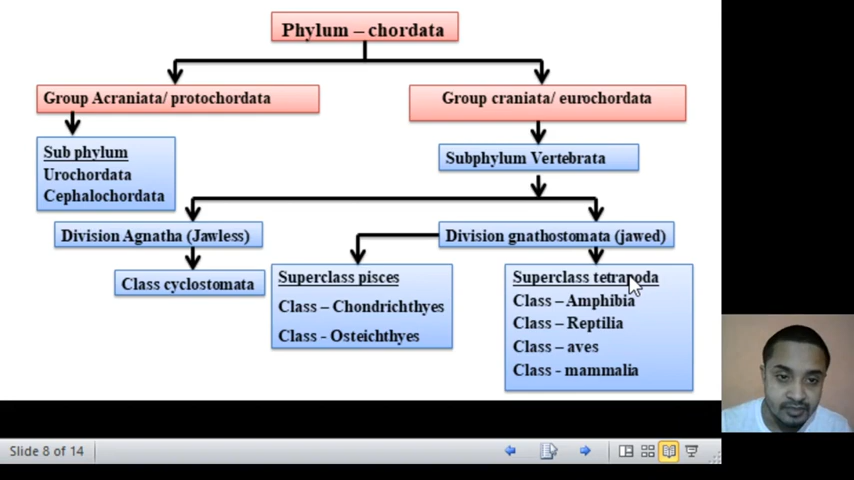 Phylum – chordata
Group Acraniata/ protochordata
Group craniata/ eurochordata
Sub phylum
Urochordata
Cephalochordata
Subphylum Vertebrata
Division Agnatha (Jawless)
Division gnathostomata (jawed)
Class cyclostomata
Superclass pisces
Class – Chondrichthyes
Class - Osteichthyes
Superclass tetrapoda
Class – Amphibia
Class – Reptilia
Class – aves
Class - mammalia
Slide 8 of 14